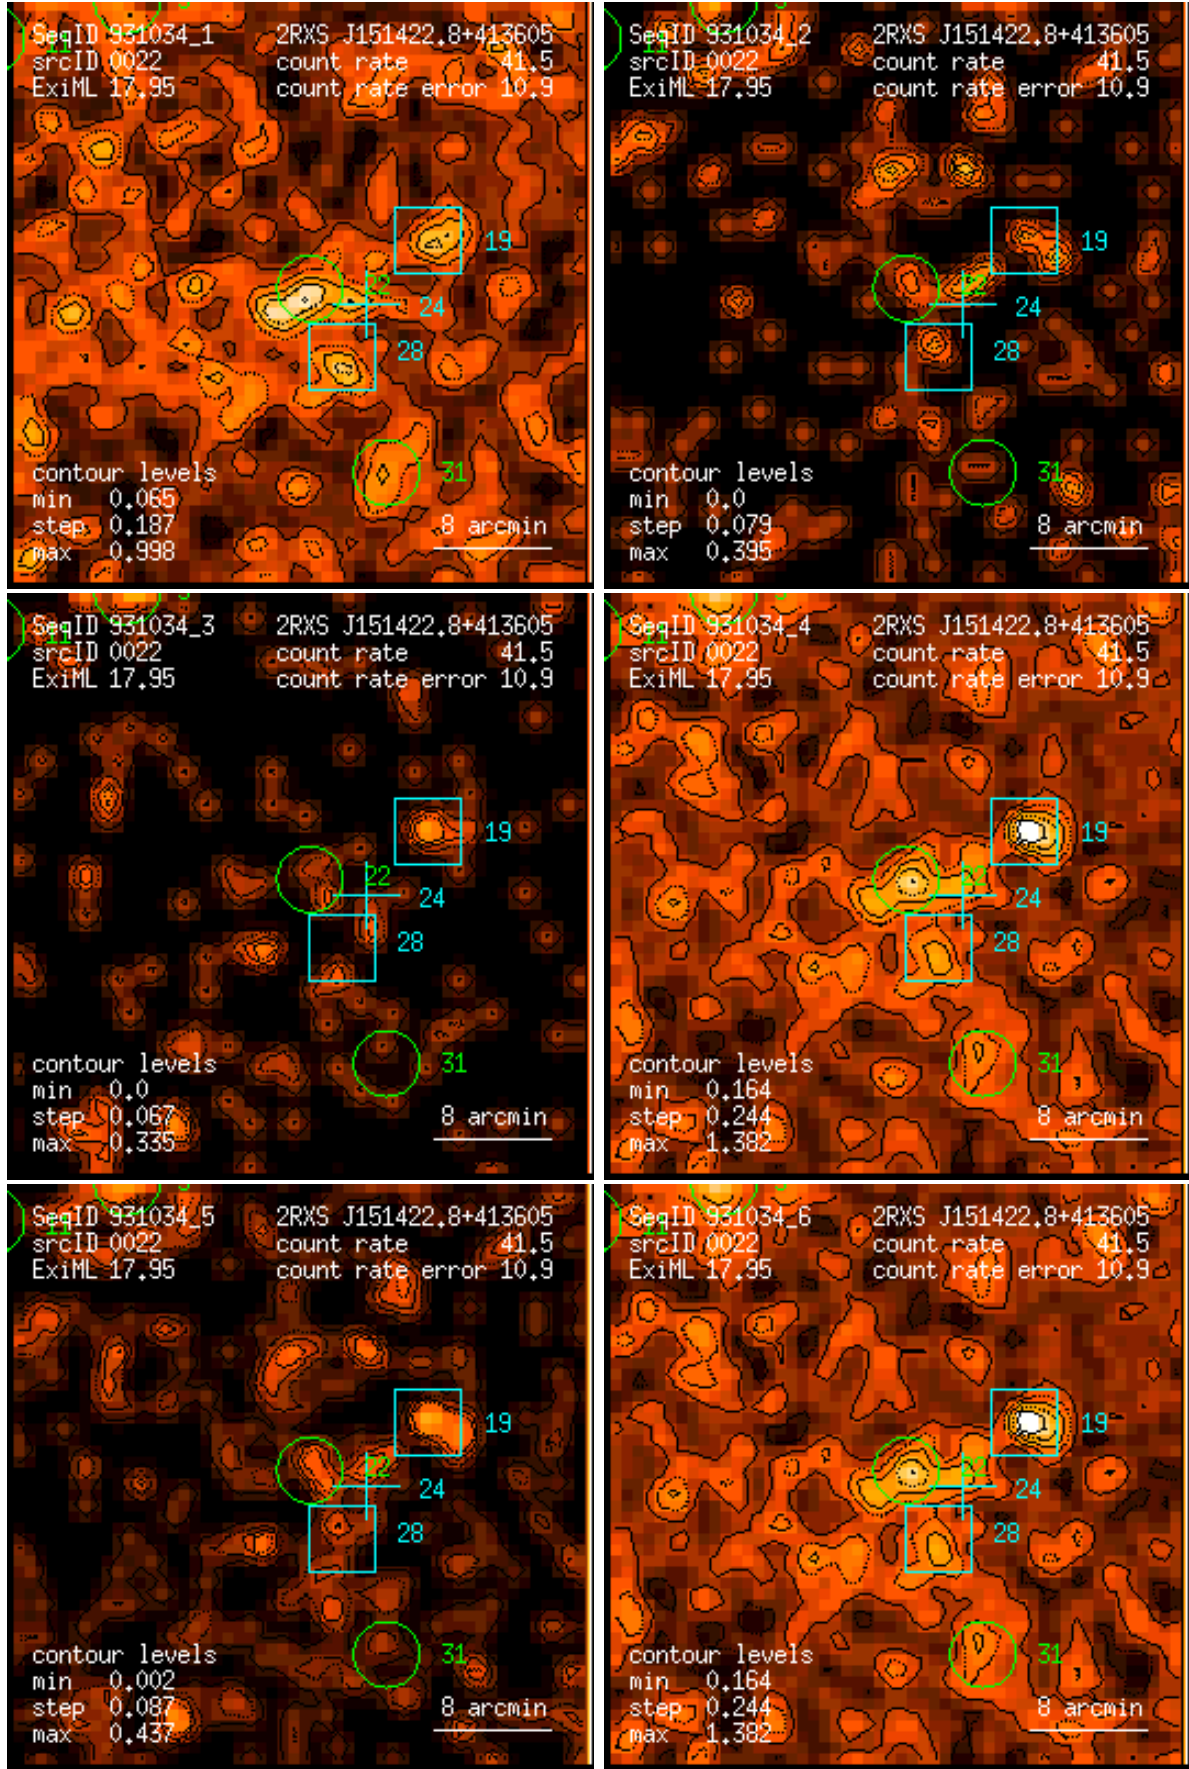 SeqID 931034_1 2RXS J151422.8+413605
11
srcID 0022 count rate 41.5
ExiML 17.95 count rate error 10.9
19
22
24
28
31
contour levels
min 0.065
step 0.187 8 arcmin
max 0.998
SeqID 931034_2 2RXS J151422.8+413605
11
srcID 0022 count rate 41.5
ExiML 17.95 count rate error 10.9
19
22
24
28
31
contour levels
min 0.0
step 0.079 8 arcmin
max 0.395
SeqID 931034_3 2RXS J151422.8+413605
11
srcID 0022 count rate 41.5
ExiML 17.95 count rate error 10.9
19
22
24
28
31
contour levels
min 0.0
step 0.067 8 arcmin
max 0.335
SeqID 931034_4 2RXS J151422.8+413605
11
srcID 0022 count rate 41.5
ExiML 17.95 count rate error 10.9
19
22
24
28
31
contour levels
min 0.164
step 0.244 8 arcmin
max 1.382
SeqID 931034_5 2RXS J151422.8+413605
11
srcID 0022 count rate 41.5
ExiML 17.95 count rate error 10.9
19
22
24
28
31
contour levels
min 0.002
step 0.087 8 arcmin
max 0.437
SeqID 931034_6 2RXS J151422.8+413605
11
srcID 0022 count rate 41.5
ExiML 17.95 count rate error 10.9
19
22
24
28
31
contour levels
min 0.164
step 0.244 8 arcmin
max 1.382